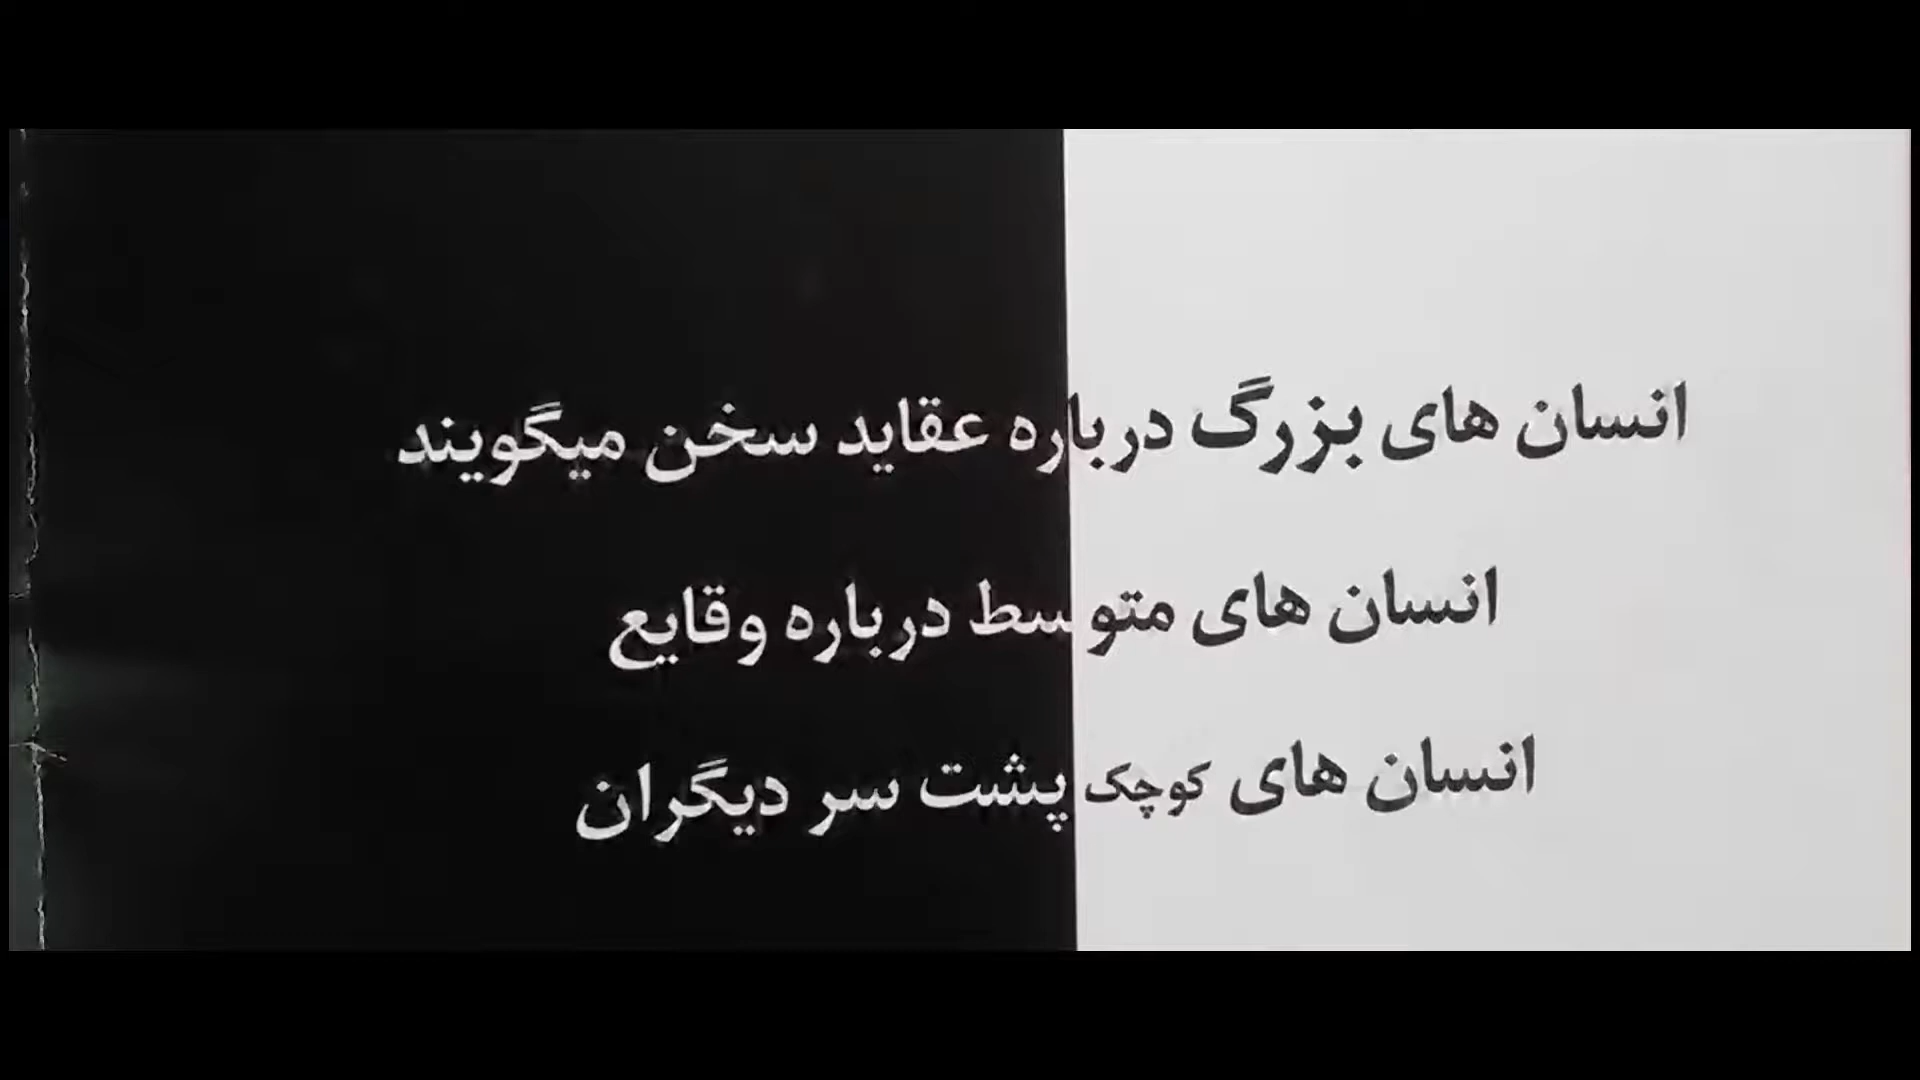 انسان های بزرگ درباره عقاید سخن میگویند
انسان های متوسط درباره وقایع
انسان های کوچک پشت سر دیگران